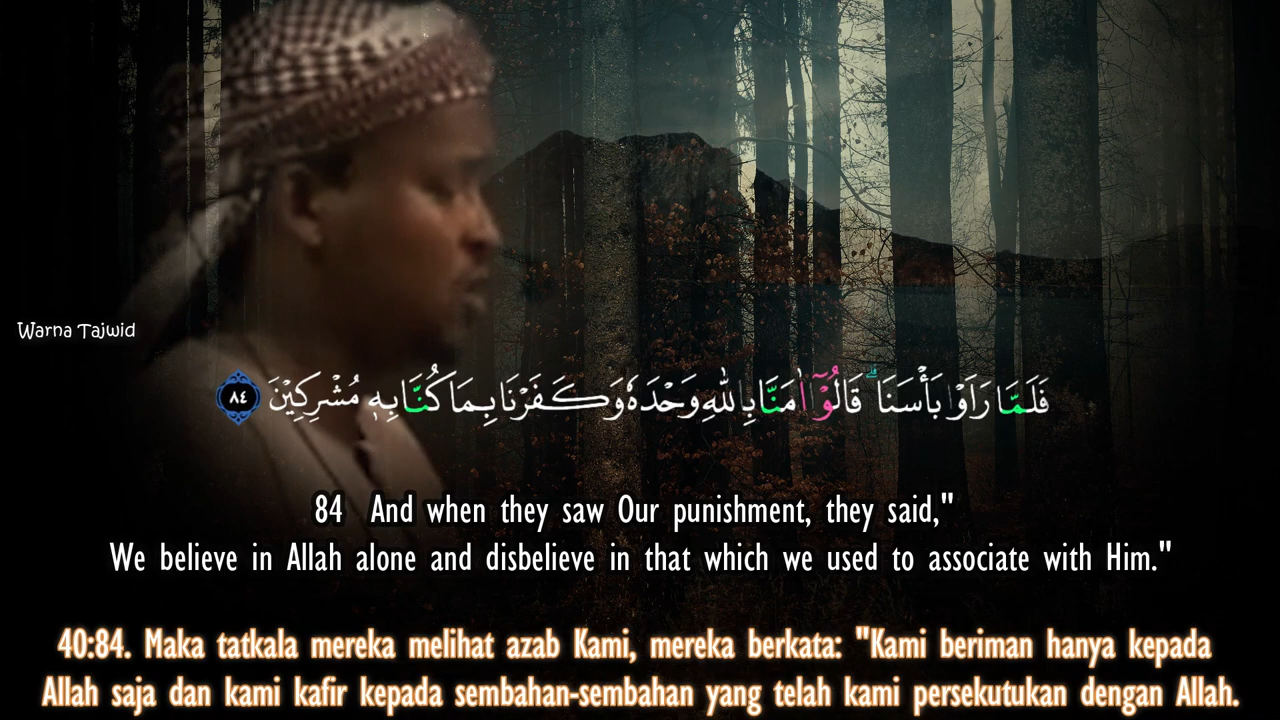 Warna Tajwid
فَلَمَّا رَاَوْا بَأْسَنَا ۗ قَالُوْٓا اٰمَنَّا بِاللّٰهِ وَحْدَهٗ وَكَفَرْنَا بِمَا كُنَّا بِهٖ مُشْرِكِيْنَ ٨٤
84 And when they saw Our punishment, they said,"
We believe in Allah alone and disbelieve in that which we used to associate with Him."
40:84. Maka tatkala mereka melihat azab Kami, mereka berkata: "Kami beriman hanya kepada
Allah saja dan kami kafir kepada sembahan-sembahan yang telah kami persekutukan dengan Allah.